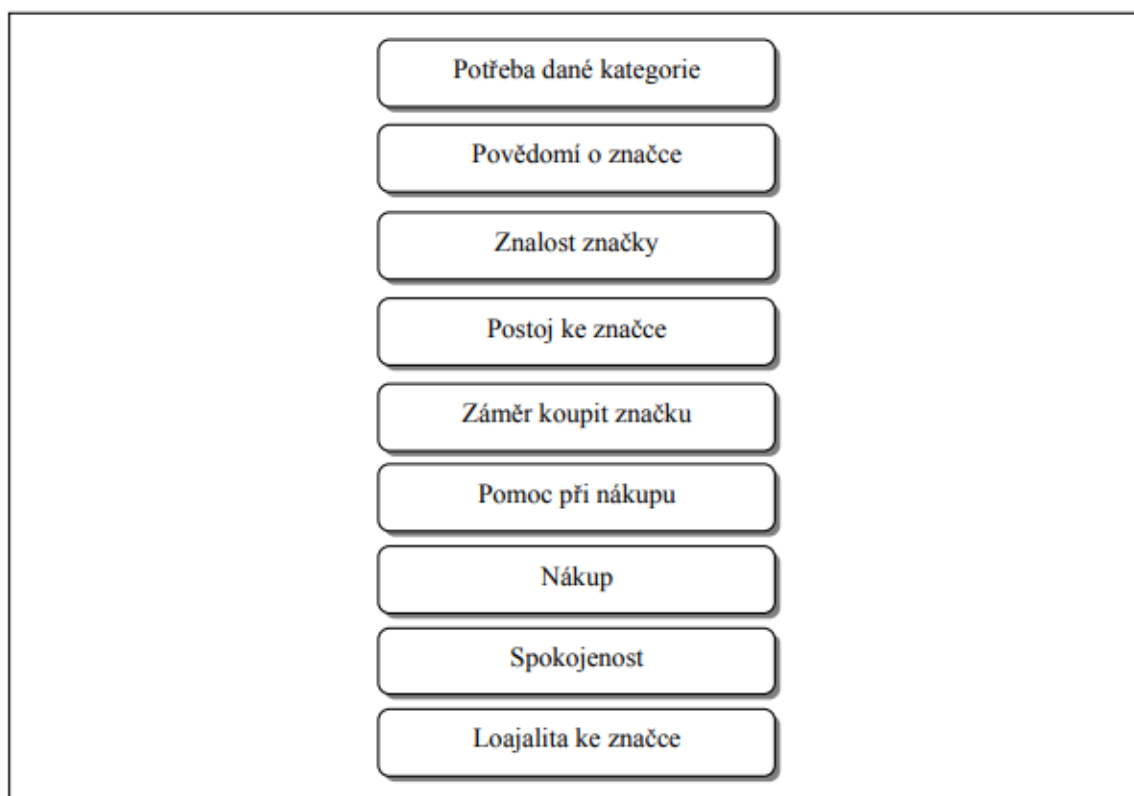 Potřeba dané kategorie
Povědomí o značce
Znalost značky
Postoj ke značce
Záměr koupit značku
Pomoc při nákupu
Nákup
Spokojenost
Loajalita ke značce